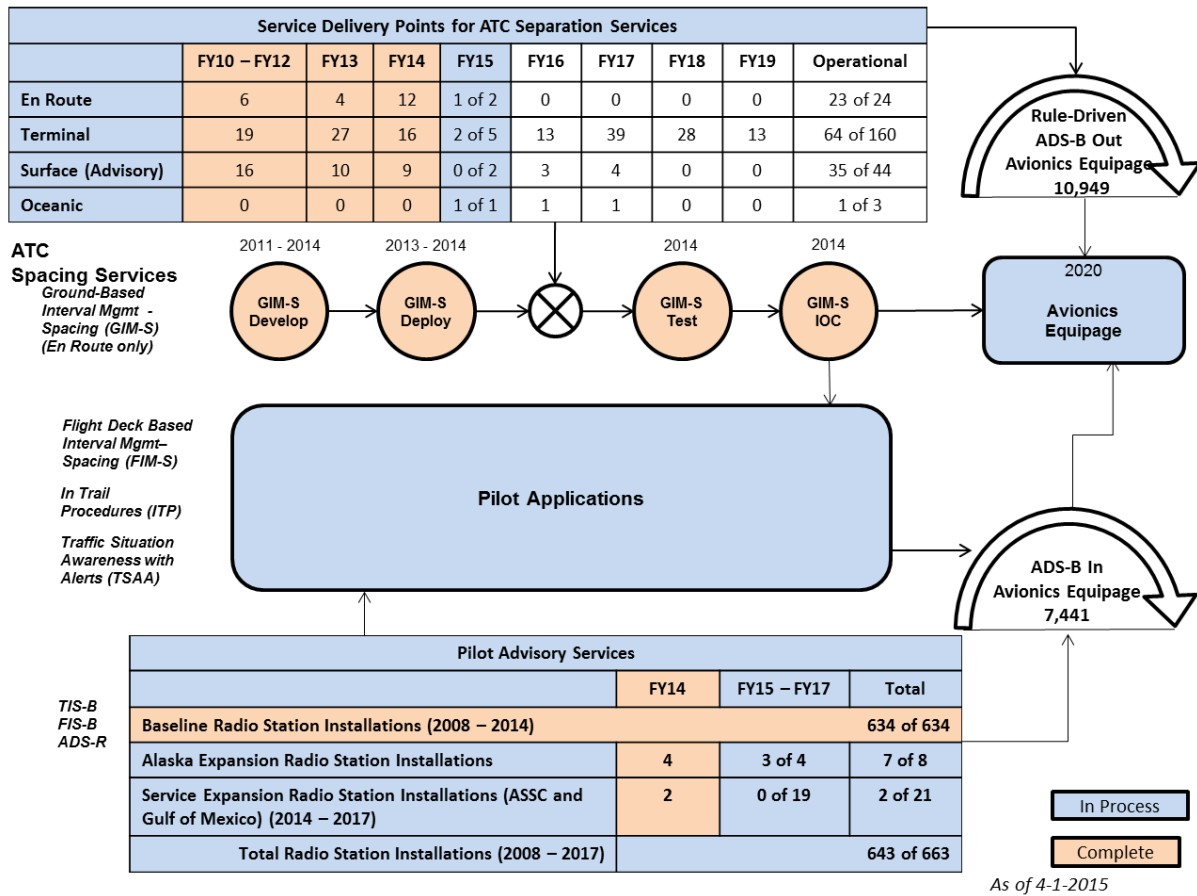 Service Delivery Points for ATC Separation Services
FY10 – FY12 FY13 FY14 FY15 FY16 FY17 FY18 FY19 Operational
En Route 6 4 12 1 of 2 0 0 0 0 23 of 24
Terminal 19 27 16 2 of 5 13 39 28 13 64 of 160
Surface (Advisory) 16 10 9 0 of 2 3 4 0 0 35 of 44
Oceanic 0 0 0 1 of 1 1 1 0 0 1 of 3
Rule-Driven
ADS-B Out
Avionics Equipage
10,949
ATC
Spacing Services
Ground-Based
Interval Mgmt -
Spacing (GIM-S)
(En Route only)
2011 - 2014
GIM-S
Develop
2013 - 2014
GIM-S
Deploy
2014
GIM-S
Test
2014
GIM-S
IOC
2020
Avionics
Equipage
Flight Deck Based
Interval Mgmt–
Spacing (FIM-S)
In Trail
Procedures (ITP)
Traffic Situation
Awareness with
Alerts (TSAA)
Pilot Applications
ADS-B In
Avionics Equipage
7,441
TIS-B
FIS-B
ADS-R
Pilot Advisory Services
FY14 FY15 – FY17 Total
Baseline Radio Station Installations (2008 – 2014) 634 of 634
Alaska Expansion Radio Station Installations 4 3 of 4 7 of 8
Service Expansion Radio Station Installations (ASSC and
Gulf of Mexico) (2014 – 2017) 2 0 of 19 2 of 21
Total Radio Station Installations (2008 – 2017) 643 of 663
In Process
Complete
As of 4-1-2015